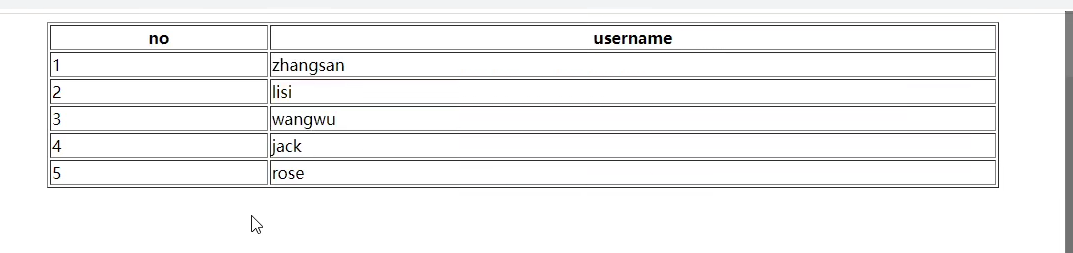 no username
1 zhangsan
2 lisi
3 wangwu
4 jack
5 rose